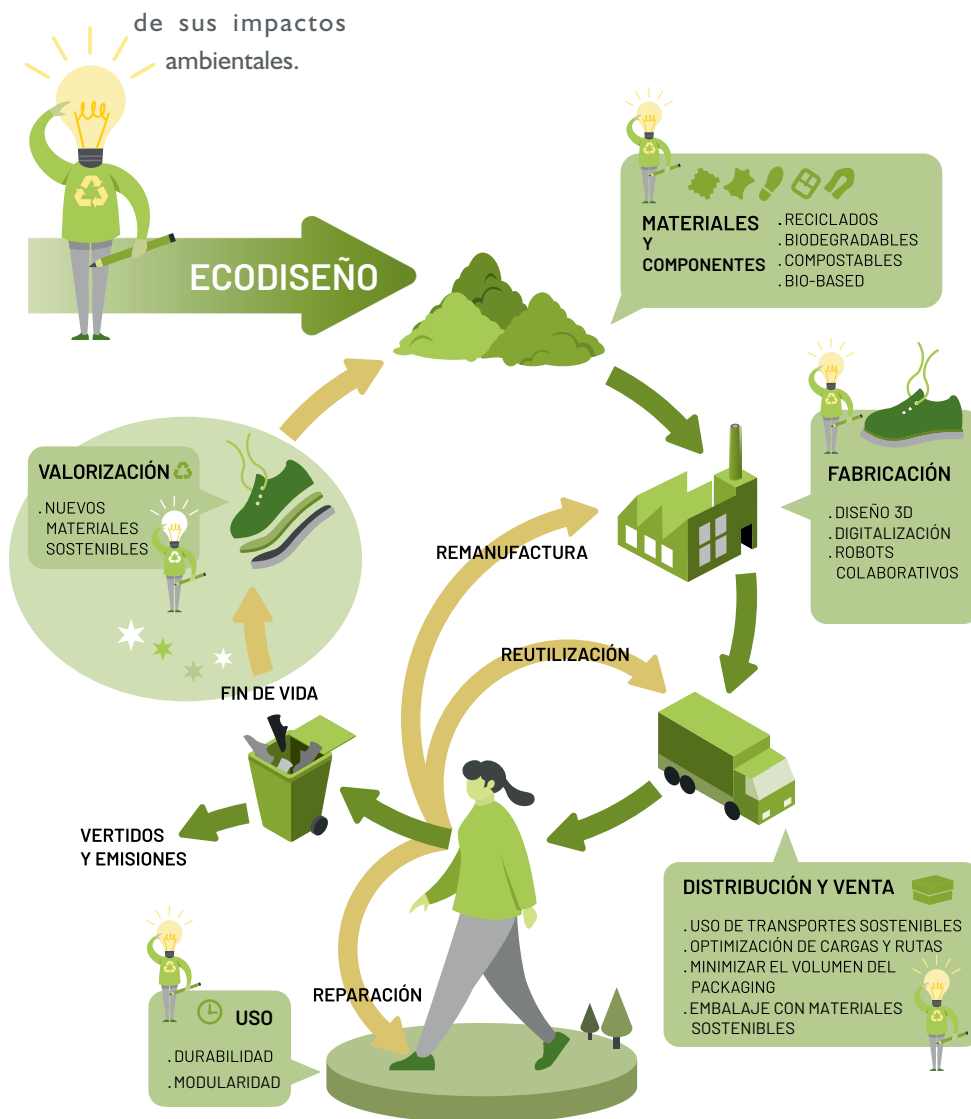 de sus impactos
ambientales.
ECODISEÑO
MATERIALES
Y
COMPONENTES
. RECICLADOS
. BIODEGRADABLES
. COMPOSTABLES
. BIO-BASED
FABRICACIÓN
. DISEÑO 3D
. DIGITALIZACIÓN
. ROBOTS
COLABORATIVOS
VALORIZACIÓN
. NUEVOS
MATERIALES
SOSTENIBLES
REMANUFACTURA
REUTILIZACIÓN
FIN DE VIDA
VERTIDOS
Y EMISIONES
DISTRIBUCIÓN Y VENTA
. USO DE TRANSPORTES SOSTENIBLES
. OPTIMIZACIÓN DE CARGAS Y RUTAS
. MINIMIZAR EL VOLUMEN DEL
PACKAGING
. EMBALAJE CON MATERIALES
SOSTENIBLES
REPARACIÓN
USO
. DURABILIDAD
. MODULARIDAD